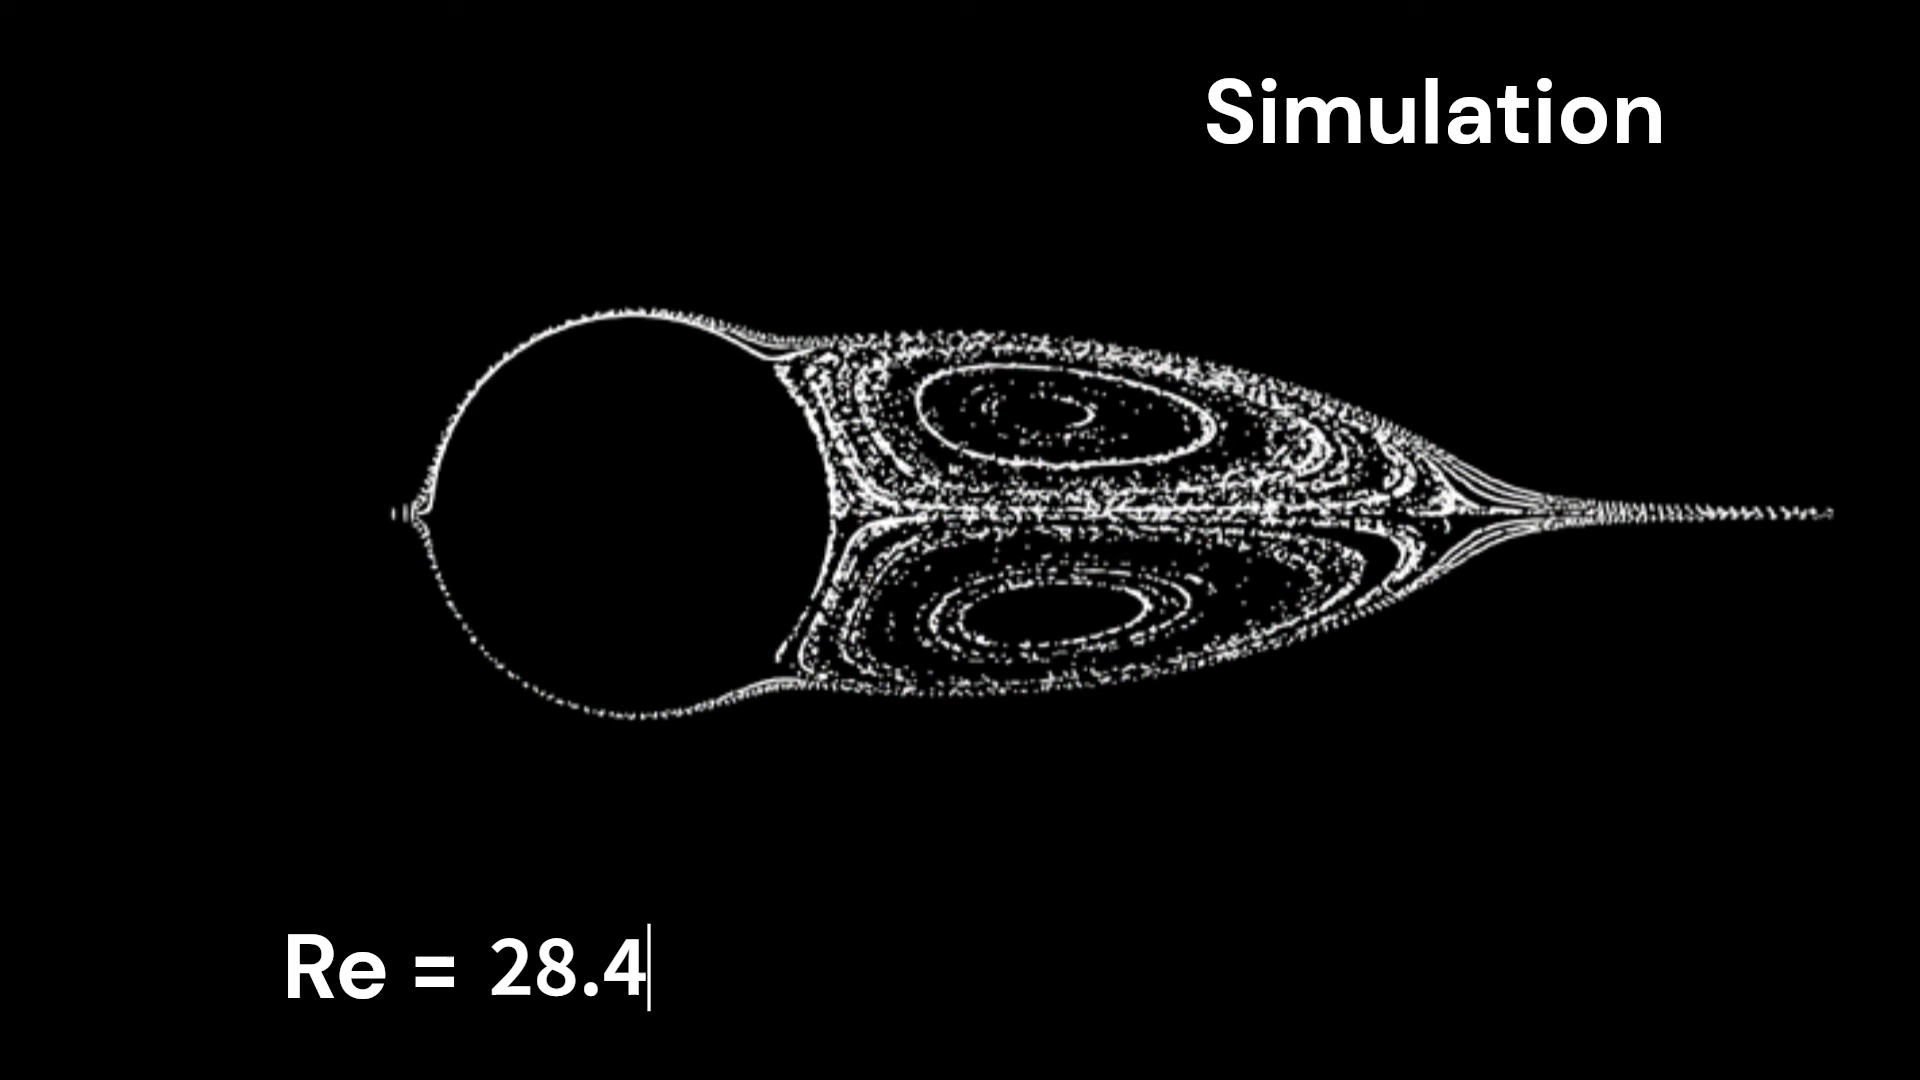 Simulation
Re = 28.4